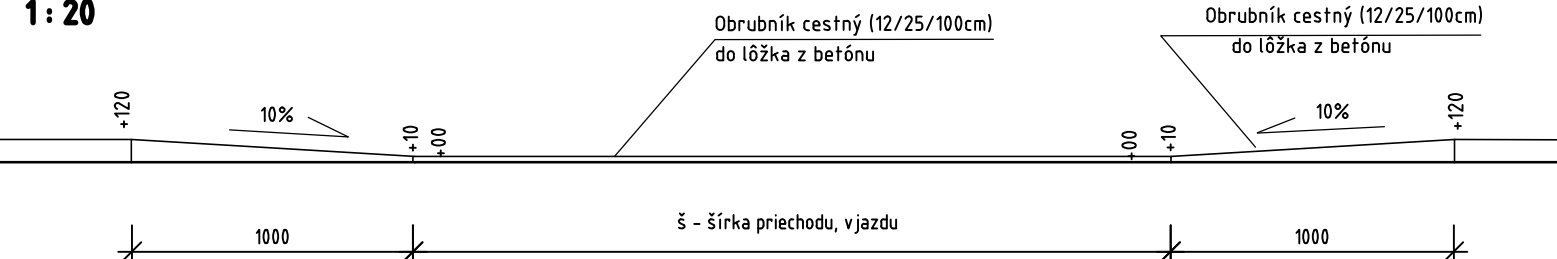 1:20
Obrubník cestný (12/25/100cm)
do lôžka z betónu
Obrubník cestný (12/25/100cm)
do lôžka z betónu
+120
10%
+10
+00
+00
+10
10%
+120
š - šírka priechodu, vjazdu
1000
1000